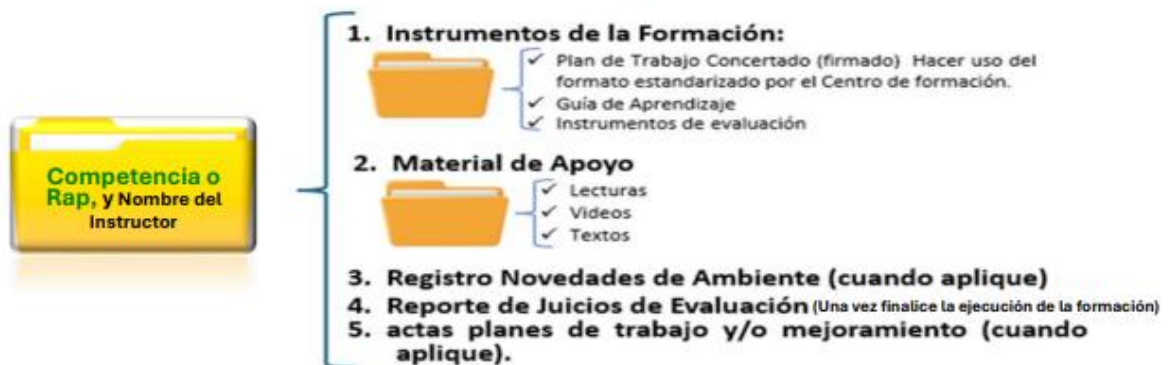 1. Instrumentos de la Formación:
✓ Plan de Trabajo Concertado (firmado) Hacer uso del
formato estandarizado por el Centro de formación.
✓ Guía de Aprendizaje
✓ Instrumentos de evaluación
Competencia o
Rap, y Nombre del
Instructor
2. Material de Apoyo
✓ Lecturas
✓ Videos
✓ Textos
3. Registro Novedades de Ambiente (cuando aplique)
4. Reporte de Juicios de Evaluación (Una vez finalice la ejecución de la formación)
5. actas planes de trabajo y/o mejoramiento (cuando
aplique).